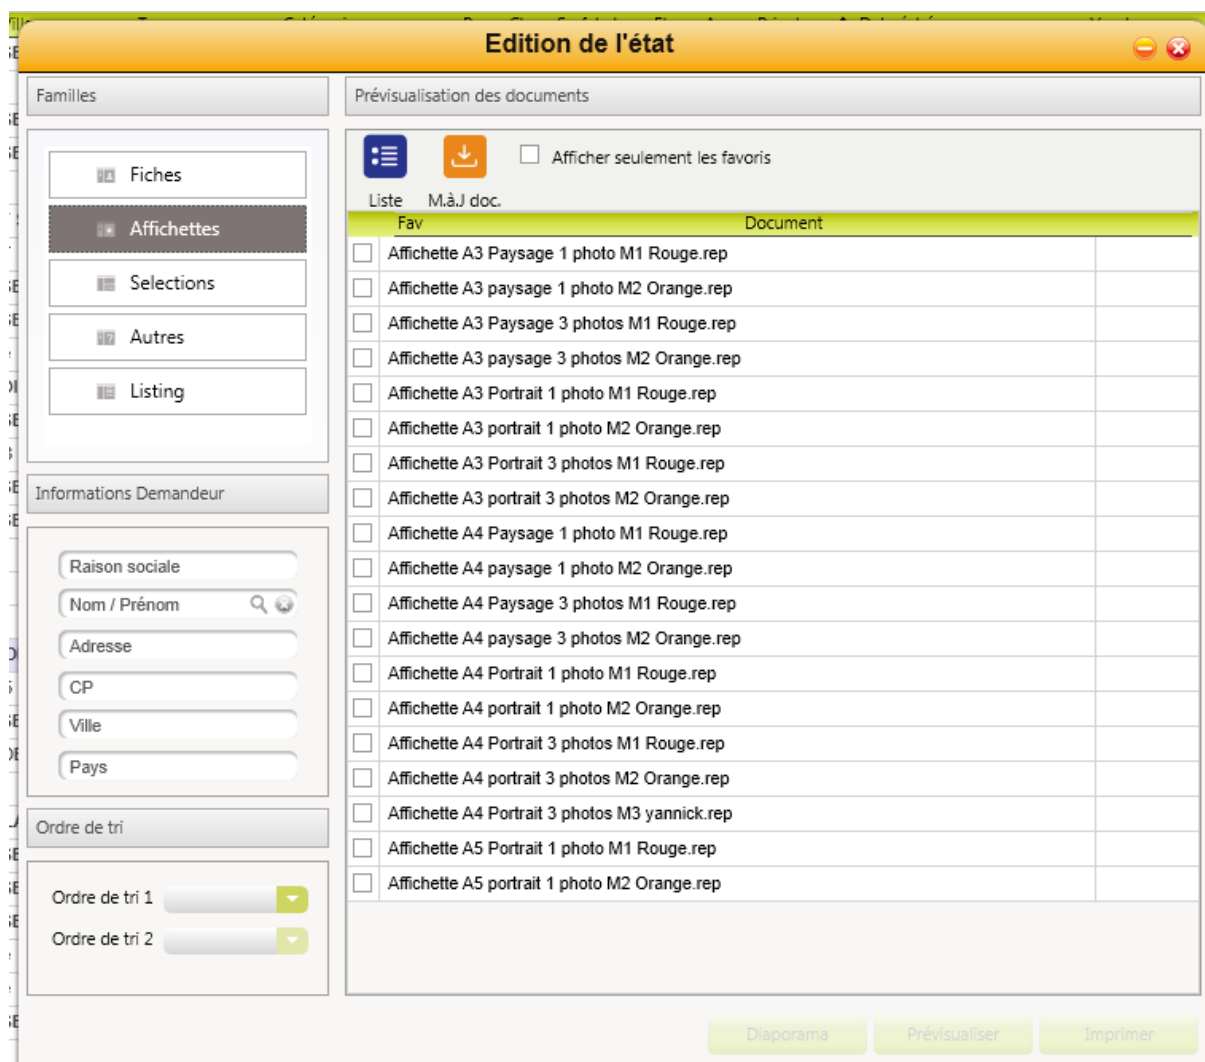 Edition de l'état
Familles
Prévisualisation des documents
Fiches
Affichettes
Selections
Autres
Listing
Liste
M.à.J doc.
Afficher seulement les favoris
Fav Document
Affichette A3 Paysage 1 photo M1 Rouge.rep
Affichette A3 paysage 1 photo M2 Orange.rep
Affichette A3 Paysage 3 photos M1 Rouge.rep
Affichette A3 paysage 3 photos M2 Orange.rep
Affichette A3 Portrait 1 photo M1 Rouge.rep
Affichette A3 portrait 1 photo M2 Orange.rep
Affichette A3 Portrait 3 photos M1 Rouge.rep
Affichette A3 portrait 3 photos M2 Orange.rep
Affichette A4 Paysage 1 photo M1 Rouge.rep
Affichette A4 paysage 1 photo M2 Orange.rep
Affichette A4 Paysage 3 photos M1 Rouge.rep
Affichette A4 paysage 3 photos M2 Orange.rep
Affichette A4 Portrait 1 photo M1 Rouge.rep
Affichette A4 portrait 1 photo M2 Orange.rep
Affichette A4 Portrait 3 photos M1 Rouge.rep
Affichette A4 portrait 3 photos M2 Orange.rep
Affichette A4 Portrait 3 photos M3 yannick.rep
Affichette A5 Portrait 1 photo M1 Rouge.rep
Affichette A5 portrait 1 photo M2 Orange.rep
Informations Demandeur
Raison sociale
Nom / Prénom
Adresse
CP
Ville
Pays
Ordre de tri
Ordre de tri 1
Ordre de tri 2
Diaporama
Prévisualiser
Imprimer